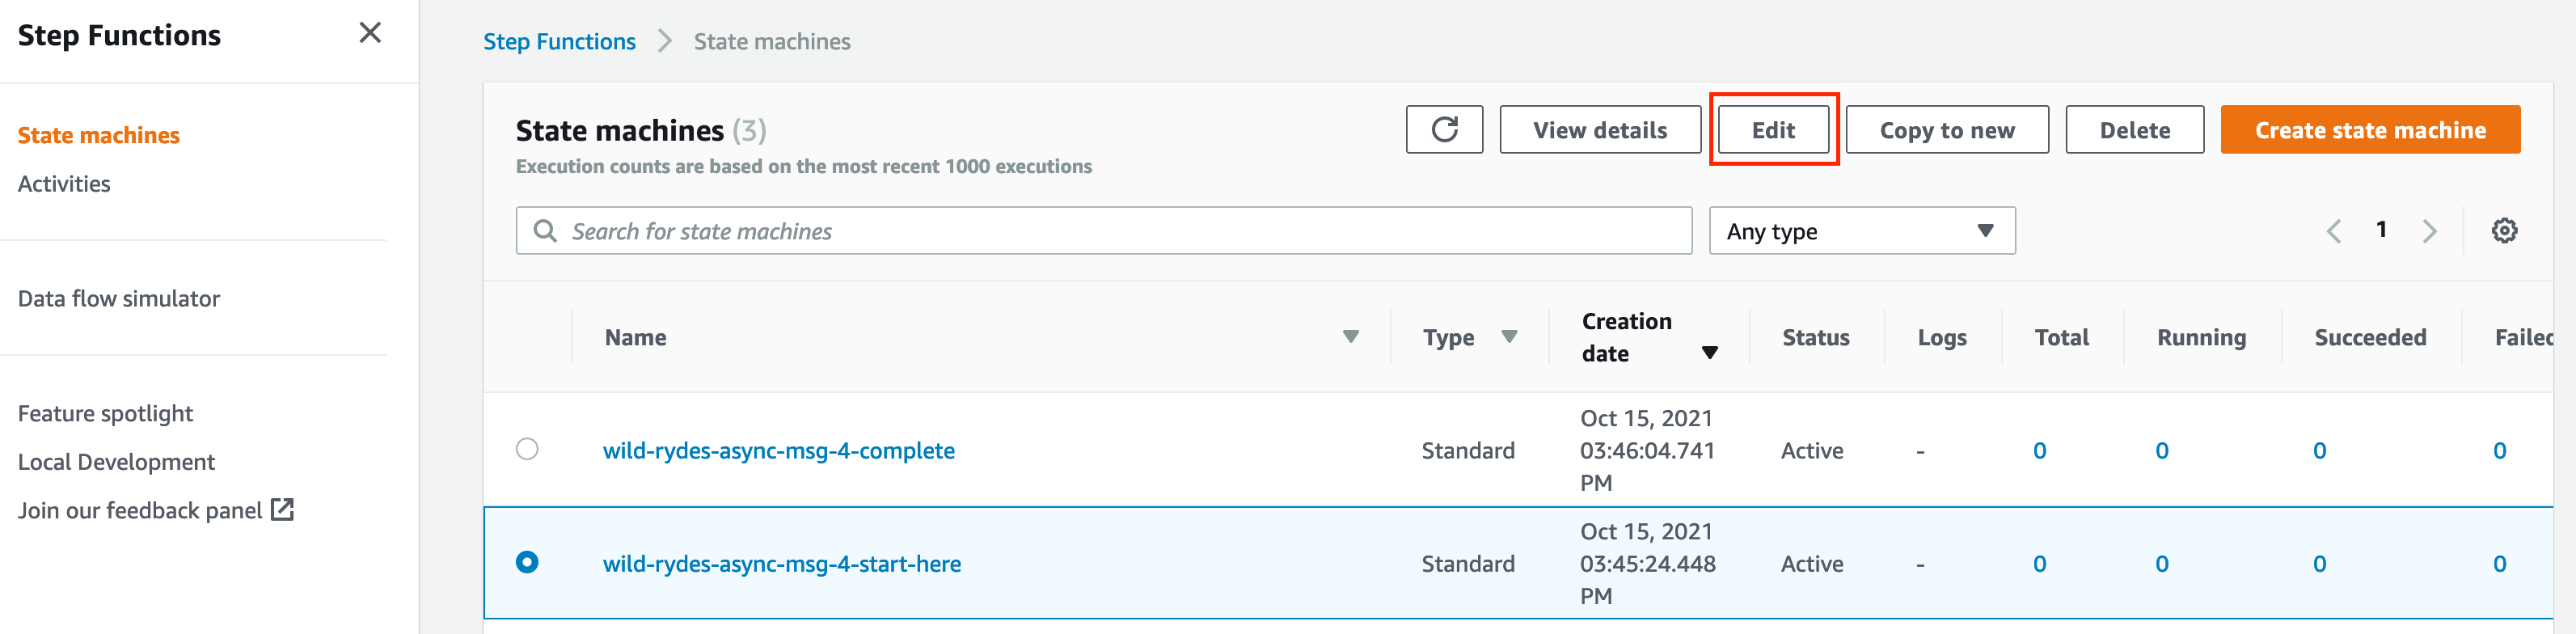 Step Functions
State machines
Activities
Data flow simulator
Feature spotlight
Local Development
Join our feedback panel
Step Functions > State machines
State machines (3)
Execution counts are based on the most recent 1000 executions
View details Edit Copy to new Delete Create state machine
Search for state machines Any type 1
Name Type Creation date Status Logs Total Running Succeeded Failed
wild-rydes-async-msg-4-complete Standard Oct 15, 2021 03:46:04.741 PM Active - 0 0 0 0
wild-rydes-async-msg-4-start-here Standard Oct 15, 2021 03:45:24.448 PM Active - 0 0 0 0